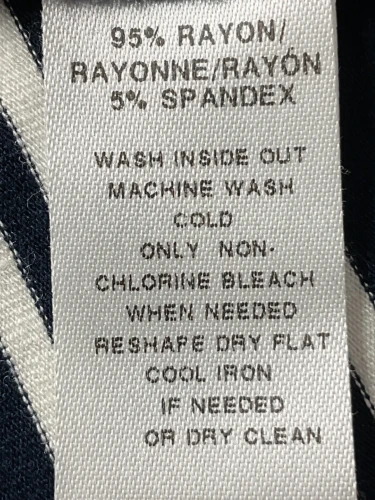 95% RAYON/
RAYONNE/RAYÓN
5% SPANDEX
WASH INSIDE OUT
MACHINE WASH
COLD
ONLY NON-
CHLORINE BLEACH
WHEN NEEDED
RESHAPE DRY FLAT
COOL IRON
IF NEEDED
OR DRY CLEAN